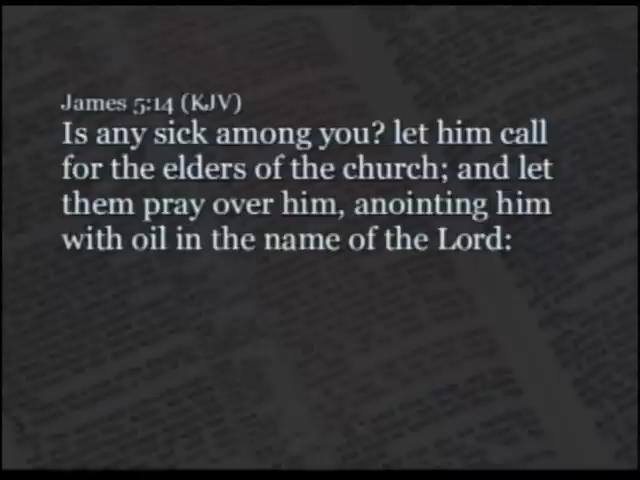 James 5:14 (KJV)
Is any sick among you? let him call
for the elders of the church; and let
them pray over him, anointing him
with oil in the name of the Lord: